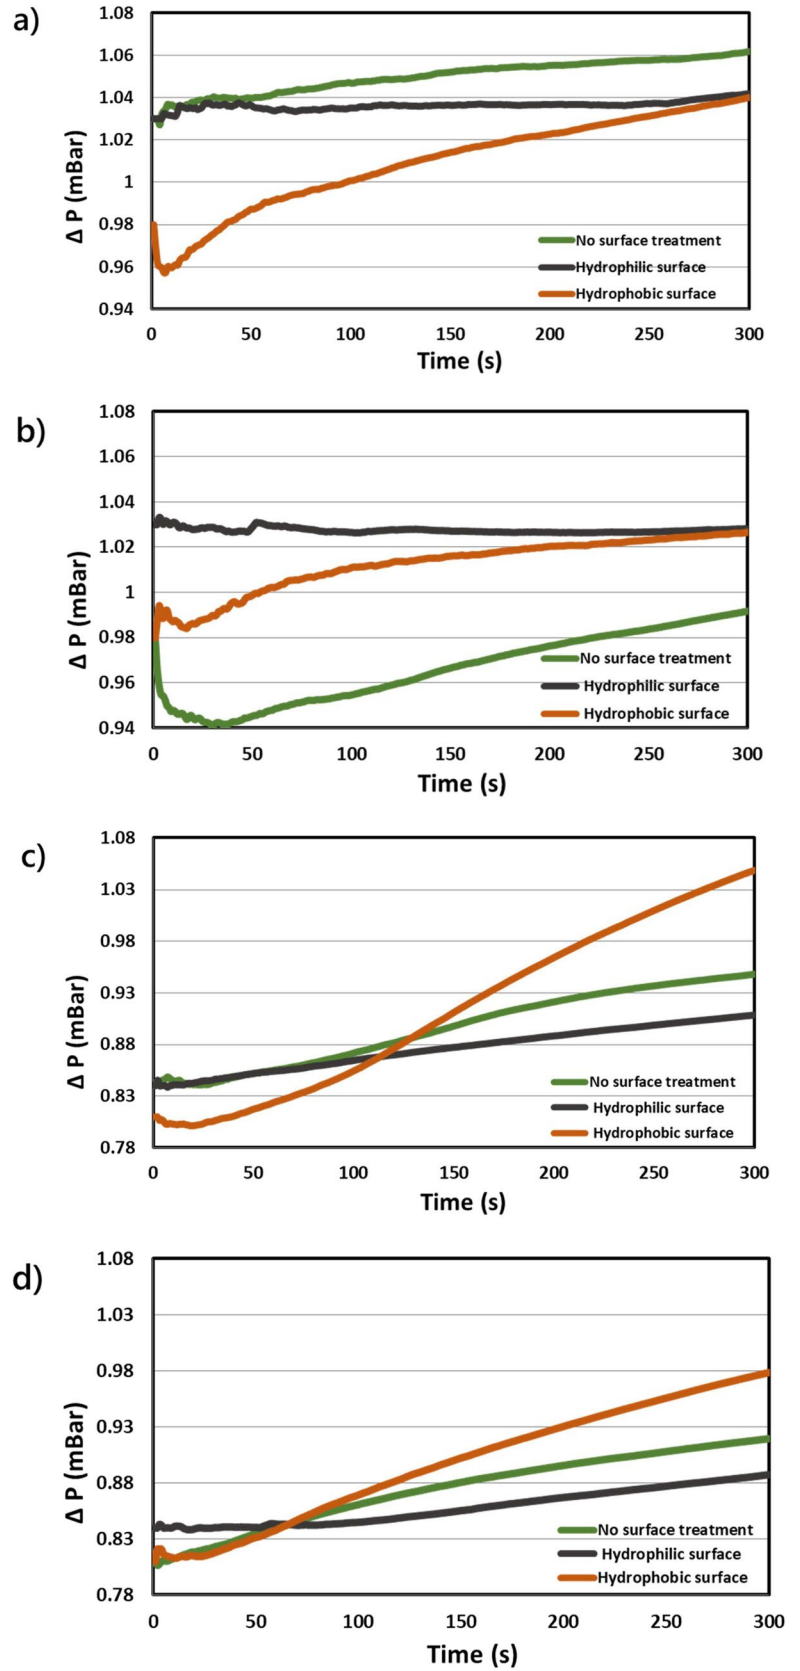 a)
1.08
1.06
1.04
1.02
1
0.98
0.96
0.94
Δ P (mBar)
No surface treatment
Hydrophilic surface
Hydrophobic surface
0 50 100 150 200 250 300
Time (s)
b)
1.08
1.06
1.04
1.02
1
0.98
0.96
0.94
Δ P (mBar)
No surface treatment
Hydrophilic surface
Hydrophobic surface
0 50 100 150 200 250 300
Time (s)
c)
1.08
1.03
0.98
0.93
0.88
0.83
0.78
Δ P (mBar)
No surface treatment
Hydrophilic surface
Hydrophobic surface
0 50 100 150 200 250 300
Time (s)
d)
1.08
1.03
0.98
0.93
0.88
0.83
0.78
Δ P (mBar)
No surface treatment
Hydrophilic surface
Hydrophobic surface
0 50 100 150 200 250 300
Time (s)